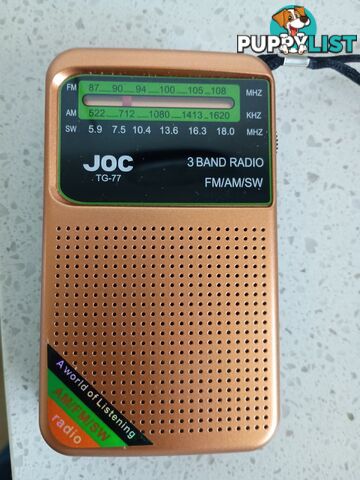 PUPPYLIST
FM 87 90 94 100 105 108 MHZ
AM 522 712 1080 1413 1620 KHZ
SW 5.9 7.5 10.4 13.6 16.3 18.0 MHZ
JOC
TG-77
3 BAND RADIO
FM/AM/SW
A world of Listening
AM/FM/SW
radio